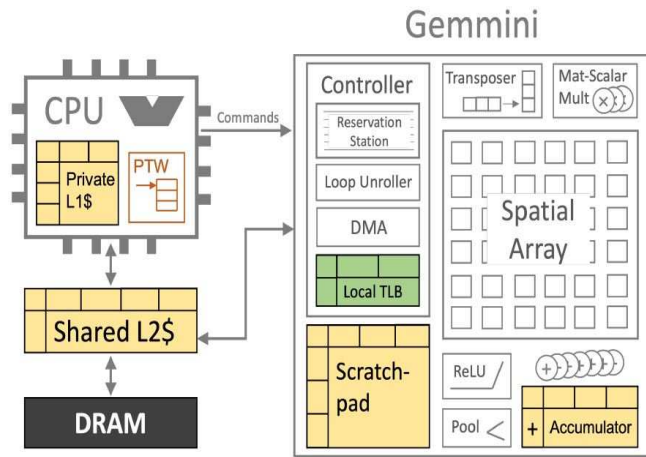 Gemmini
CPU
Private
L1$
PTW
Commands
Shared L2$
DRAM
Controller
Reservation
Station
Loop Unroller
DMA
Local TLB
Scratch-
pad
Transposer
Mat-Scalar
Mult
Spatial
Array
ReLU
Pool
+ Accumulator